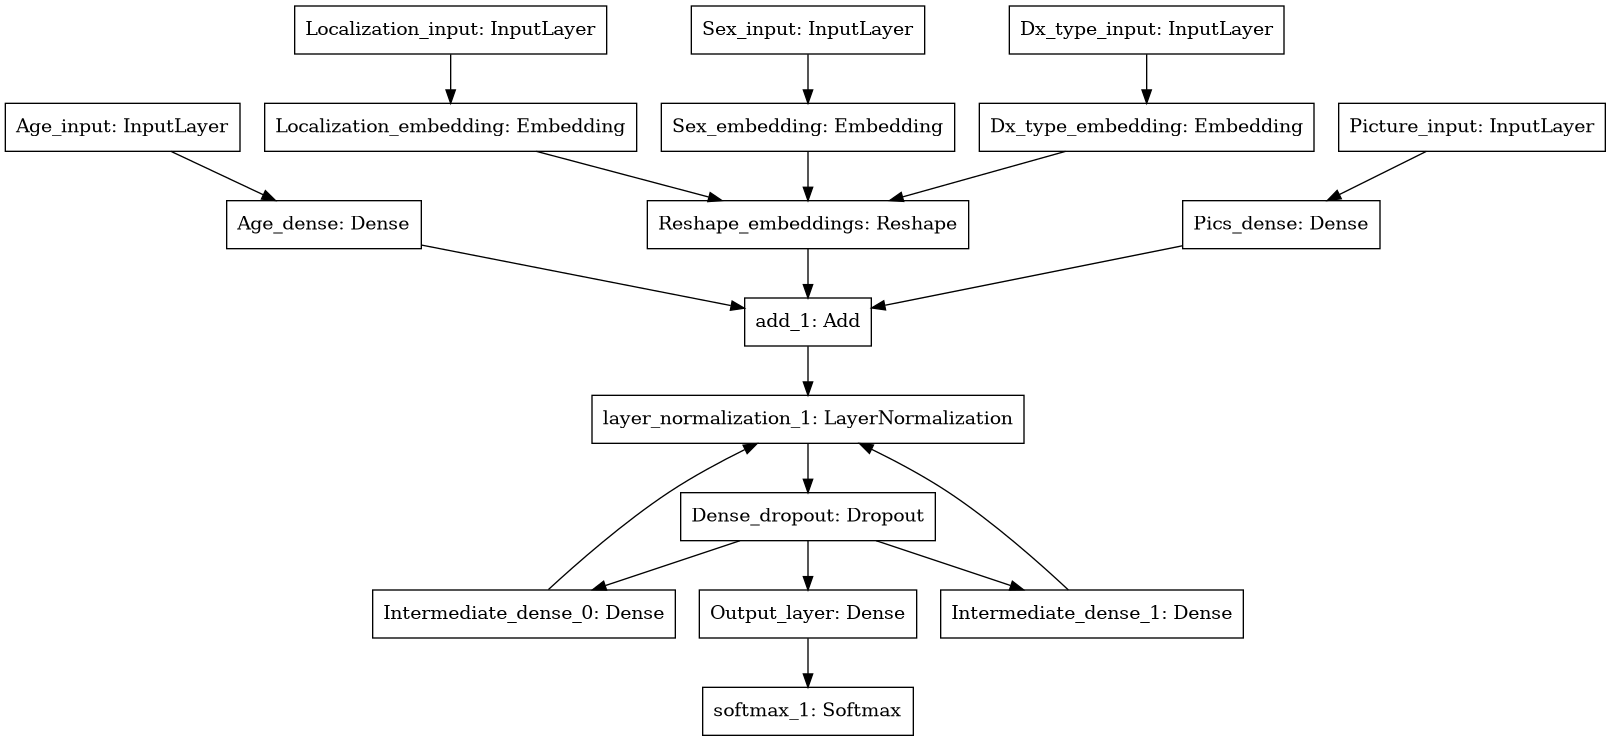 Localization_input: InputLayer
Sex_input: InputLayer
Dx_type_input: InputLayer
Age_input: InputLayer
Localization_embedding: Embedding
Sex_embedding: Embedding
Dx_type_embedding: Embedding
Picture_input: InputLayer
Age_dense: Dense
Reshape_embeddings: Reshape
Pics_dense: Dense
add_1: Add
layer_normalization_1: LayerNormalization
Dense_dropout: Dropout
Intermediate_dense_0: Dense
Output_layer: Dense
Intermediate_dense_1: Dense
softmax_1: Softmax